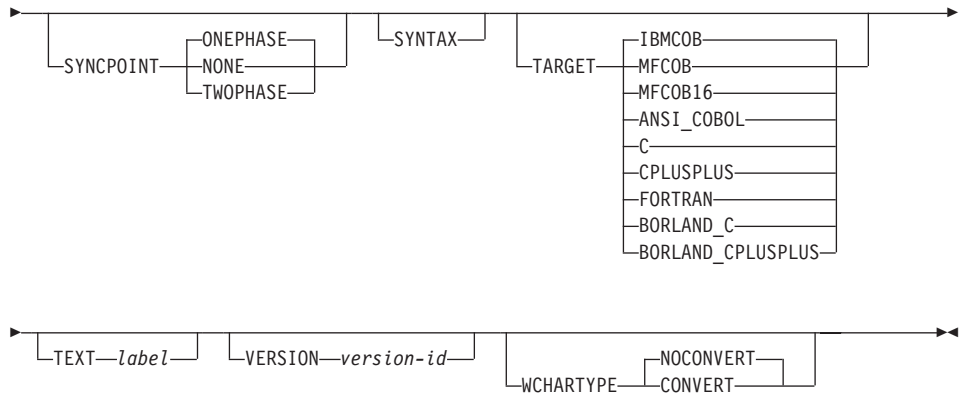 SYNCPOINT ONEPHASE SYNTAX TARGET IBMCOB
NONE MFCOB
TWOPHASE MFCOB16
ANSI_COBOL
C
CPLUSPLUS
FORTRAN
BORLAND_C
BORLAND_CPLUSPLUS
TEXT label VERSION version-id WCHARTYPE NOCONVERT
CONVERT